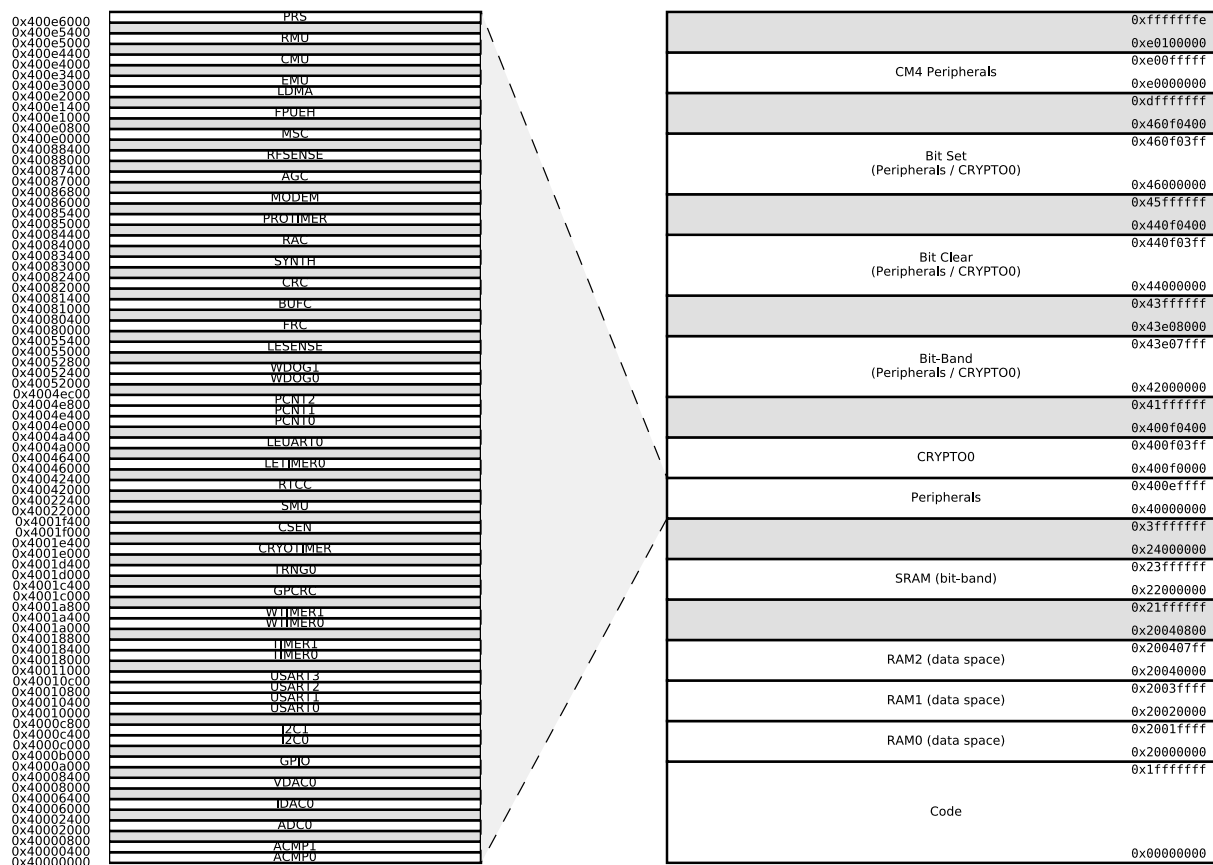 PRS
0x400e6000
0x400e5400
RMU
0x400e5000
0x400e4400
CMU
0x400e4000
0x400e3400
EMU
0x400e3000
LDMA
0x400e2000
0x400e1400
FPUEH
0x400e1000
0x400e0800
MSC
0x400e0000
0x40088400
RFSENSE
0x40088000
0x40087400
AGC
0x40087000
0x40086800
MODEM
0x40086000
0x40085400
PROTIMER
0x40085000
0x40084400
RAC
0x40084000
0x40083400
SYNTH
0x40083000
0x40082400
CRC
0x40082000
0x40081400
BUFC
0x40081000
0x40080400
FRC
0x40080000
0x40055400
LESENSE
0x40055000
0x40052800
WDOG1
0x40052400
WDOG0
0x40052000
0x4004ec00
PCNT2
0x4004e800
PCNT1
0x4004e400
PCNT0
0x4004e000
0x4004a400
LEUART0
0x4004a000
0x40046400
LETIMER0
0x40046000
0x40042400
RTCC
0x40042000
0x40022400
SMU
0x40022000
0x4001f400
CSEN
0x4001f000
0x4001e400
CRYOTIMER
0x4001e000
0x4001d400
TRNG0
0x4001d000
0x4001c400
GPCRC
0x4001c000
0x4001a800
WTIMER1
0x4001a400
WTIMER0
0x4001a000
0x40018800
TIMER1
0x40018400
TIMER0
0x40018000
0x40011000
USART3
0x40010c00
USART2
0x40010800
USART1
0x40010400
USART0
0x40010000
0x4000c800
I2C1
0x4000c400
I2C0
0x4000c000
0x4000b000
GPIO
0x4000a000
0x40008400
VDAC0
0x40008000
0x40006400
IDAC0
0x40006000
0x40002400
ADC0
0x40002000
0x40000800
ACMP1
0x40000400
ACMP0
0x40000000
0xfffffffe
0xe0100000
0xe00fffff
CM4 Peripherals
0xe0000000
0xdfffffff
0x460f0400
0x460f03ff
Bit Set
(Peripherals / CRYPTO0)
0x46000000
0x45ffffff
0x440f0400
0x440f03ff
Bit Clear
(Peripherals / CRYPTO0)
0x44000000
0x43ffffff
0x43e08000
0x43e07fff
Bit-Band
(Peripherals / CRYPTO0)
0x42000000
0x41ffffff
0x400f0400
0x400f03ff
CRYPTO0
0x400f0000
0x400effff
Peripherals
0x40000000
0x3fffffff
0x24000000
0x23ffffff
SRAM (bit-band)
0x22000000
0x21ffffff
0x20040800
0x200407ff
RAM2 (data space)
0x20040000
0x2003ffff
RAM1 (data space)
0x20020000
0x2001ffff
RAM0 (data space)
0x20000000
0x1fffffff
Code
0x00000000